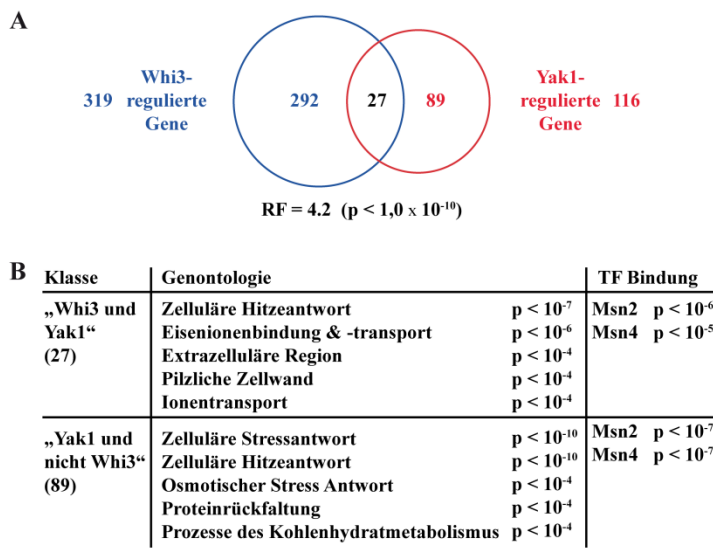 A
Whi3-
319 regulierte
Gene
292
27
89
Yak1-
regulierte 116
Gene
RF = 4.2 (p < 1,0 x 10⁻¹⁰)
B
Klasse Genontologie TF Bindung
„Whi3 und Zelluläre Hitzeantwort p < 10⁻⁷ Msn2 p < 10⁻⁶
Yak1“ Eisenionenbindung & -transport p < 10⁻⁶ Msn4 p < 10⁻⁵
(27) Extrazelluläre Region p < 10⁻⁴
Pilzliche Zellwand p < 10⁻⁴
Ionentransport p < 10⁻⁴
„Yak1 und Zelluläre Stressantwort p < 10⁻¹⁰ Msn2 p < 10⁻⁷
nicht Whi3“ Zelluläre Hitzeantwort p < 10⁻¹⁰ Msn4 p < 10⁻⁷
(89) Osmotischer Stress Antwort p < 10⁻⁴
Proteinrückfaltung p < 10⁻⁴
Prozesse des Kohlenhydratmetabolismus p < 10⁻⁴